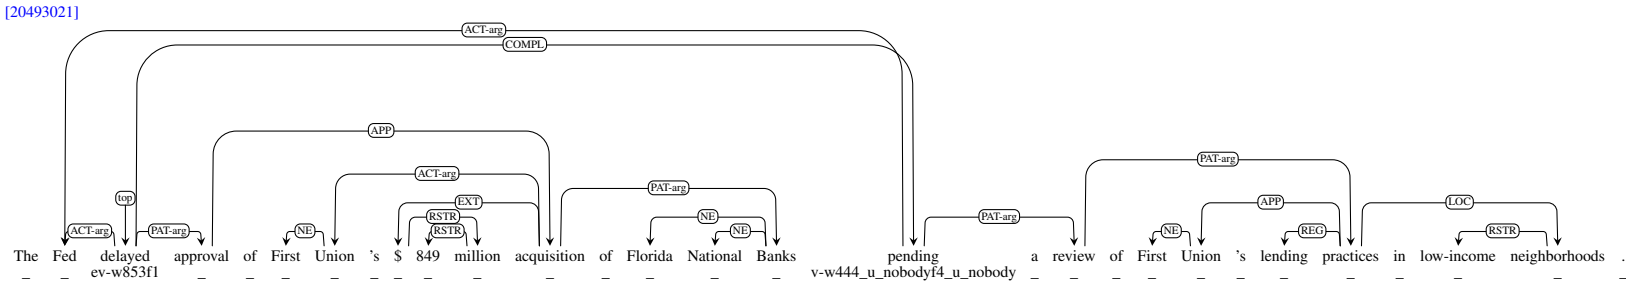 [20493021]
ACT-arg
COMPL
APP
PAT-arg
ACT-arg
PAT-arg
top
EXT
APP
LOC
RSTR
NE
PAT-arg
ACT-arg
PAT-arg
NE
RSTR
NE
NE
REG
RSTR
The Fed delayed approval of First Union 's $ 849 million acquisition of Florida National Banks pending a review of First Union 's lending practices in low-income neighborhoods .
_ _ ev-w853f1 _ _ _ _ _ _ _ _ _ _ _ _ _ v-w444_u_nobodyf4_u_nobody _ _ _ _ _ _ _ _ _ _ _ _